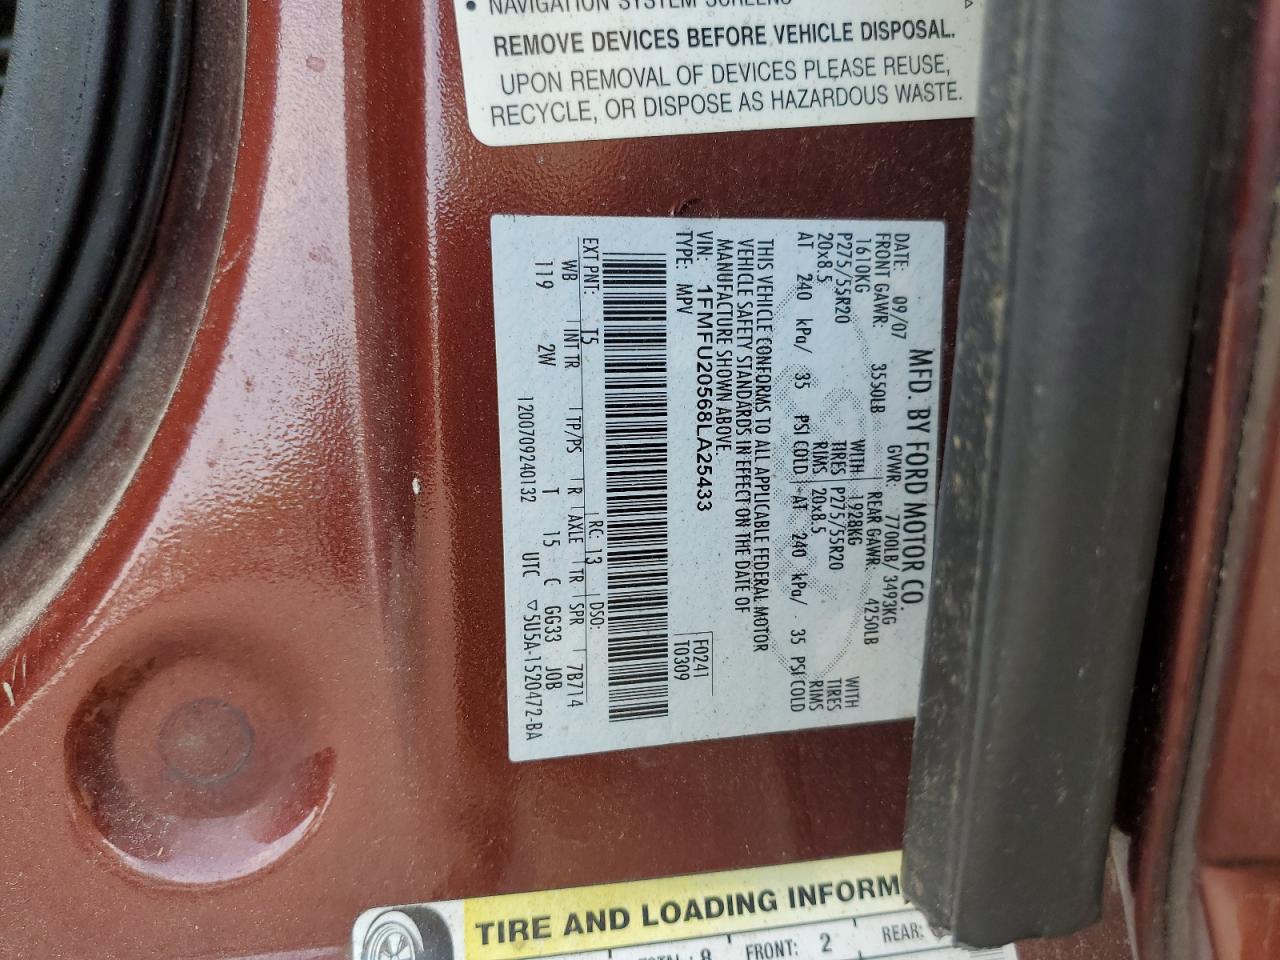 • NAVIGATION SYSTEM SCREENS
REMOVE DEVICES BEFORE VEHICLE DISPOSAL.
UPON REMOVAL OF DEVICES PLEASE REUSE,
RECYCLE, OR DISPOSE AS HAZARDOUS WASTE.
MFD. BY FORD MOTOR CO.
DATE: 09/07 GVWR: 7700LB/ 3493KG
FRONT GAWR: 3550LB REAR GAWR: 4250LB
1610KG WITH 1928KG WITH
P275/55R20 TIRES P275/55R20 TIRES
20x8.5 RIMS 20x8.5 RIMS
AT 240 kPa/ 35 PSI COLD AT 240 kPa/ 35 PSI COLD
THIS VEHICLE CONFORMS TO ALL APPLICABLE FEDERAL MOTOR
VEHICLE SAFETY STANDARDS IN EFFECT ON THE DATE OF
MANUFACTURE SHOWN ABOVE.
VIN: 1FMFU20568LA25433 F0241
TYPE: MPV T0309
EXT PNT: T5 RC: 13 DSO:
WB INT TR TP/PS R AXLE TR SPR 7B714
119 2W T 15 C GG33 JOB
1200709240132 UTC ▽5U5A-1520472-BA
TIRE AND LOADING INFORM
8 FRONT: 2 REAR: